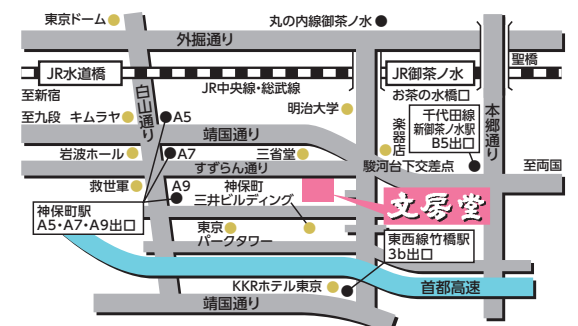 東京ドーム
丸の内線御茶ノ水
外掘通り
聖橋
JR水道橋
JR御茶ノ水
JR中央線・総武線
お茶の水橋口
至新宿
白山通り
明治大学
千代田線
新御茶ノ水駅
B5出口
本郷通り
至九段
キムラヤ
A5
靖国通り
楽器店
岩波ホール
A7
三省堂
すずらん通り
駿河台下交差点
至両国
救世軍
A9
神保町
三井ビルディング
文房堂
神保町駅
A5・A7・A9出口
東京
パークタワー
東西線竹橋駅
3b出口
KKRホテル東京
首都高速
靖国通り